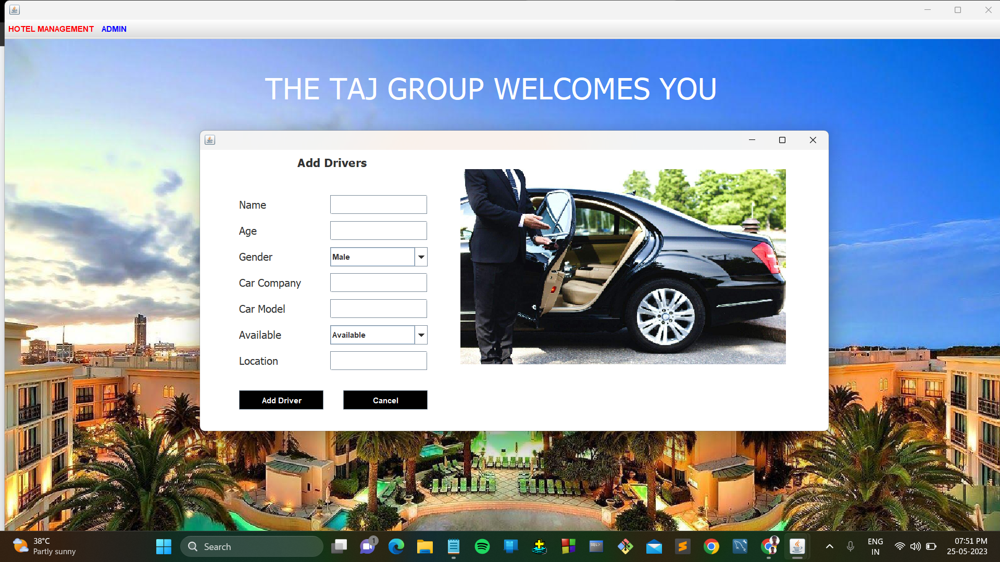 HOTEL MANAGEMENT ADMIN
THE TAJ GROUP WELCOMES YOU
Add Drivers
Name
Age
Gender Male
Car Company
Car Model
Available Available
Location
Add Driver Cancel
38°C
Partly sunny
Search
1
SQL>
ENG
IN
07:51 PM
25-05-2023